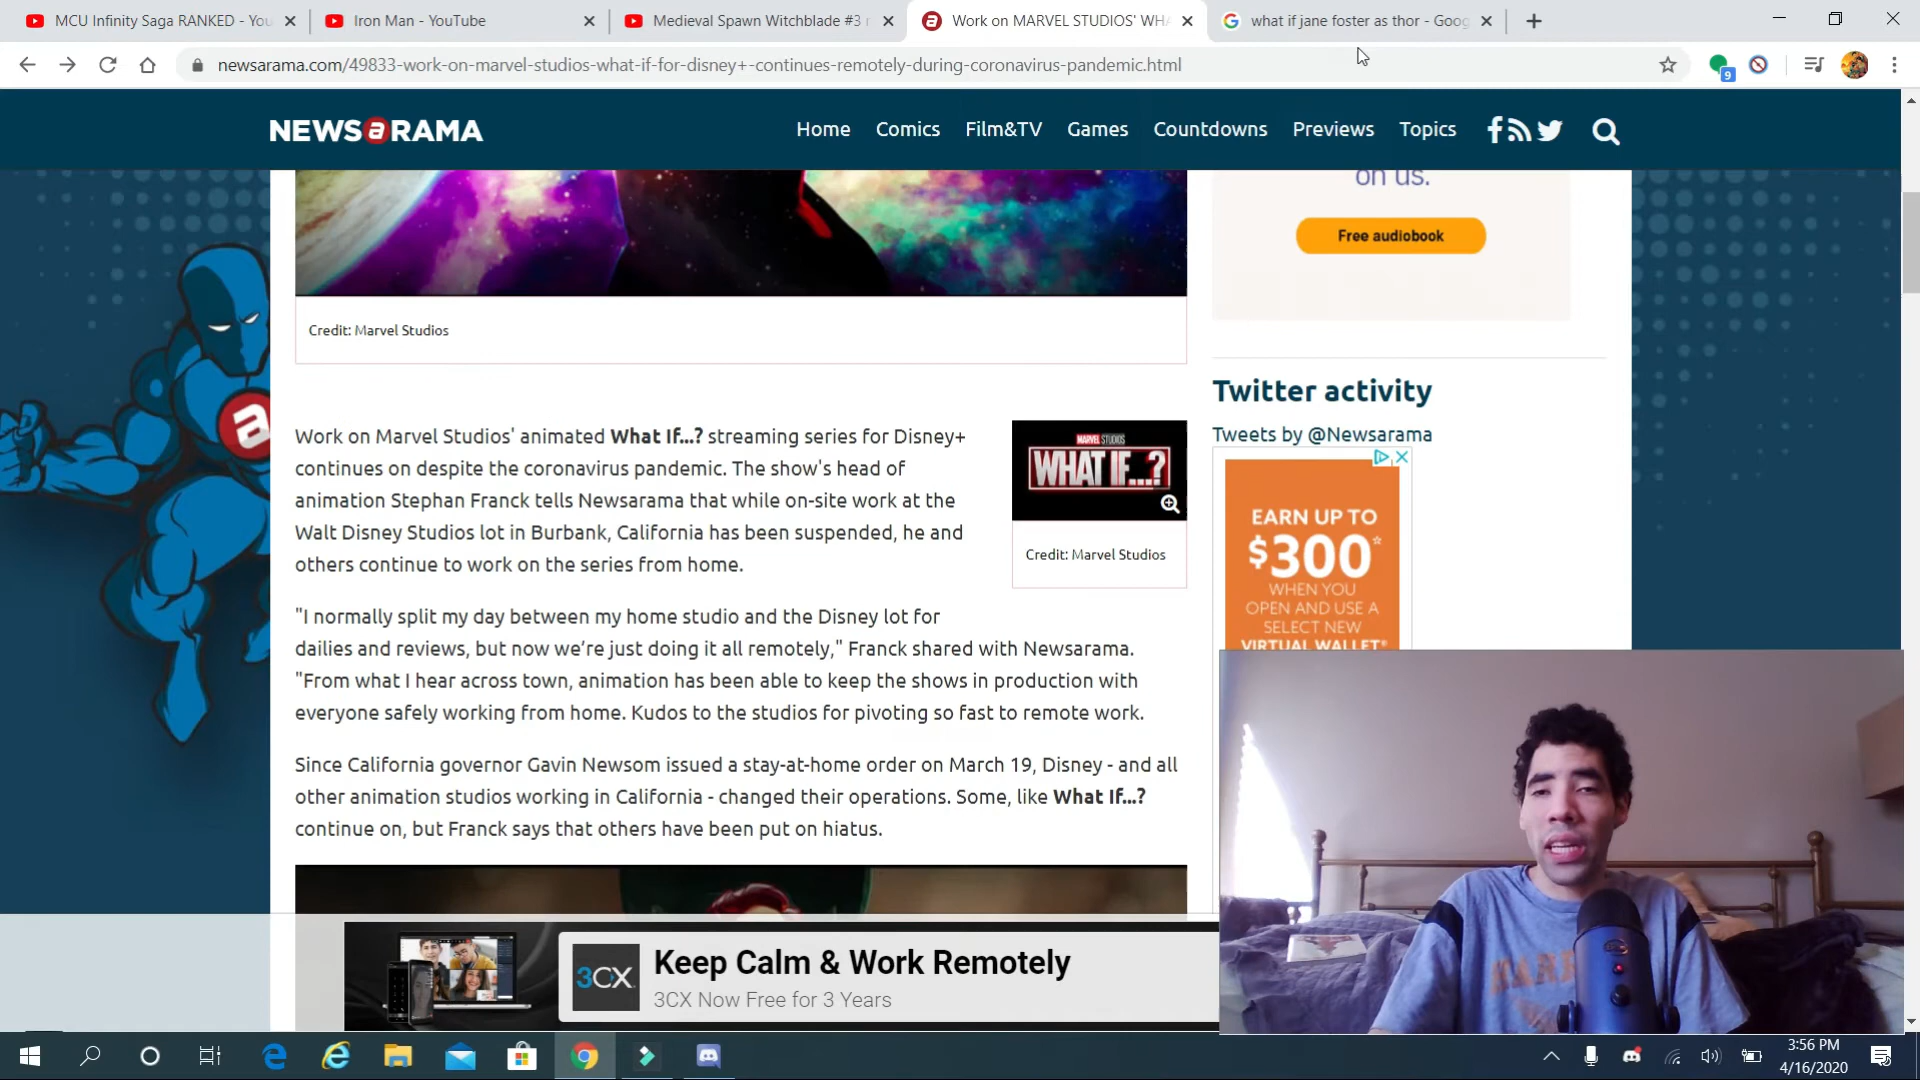 MCU Infinity Saga RANKED - You
Iron Man - YouTube
Medieval Spawn Witchblade #3 r
Work on MARVEL STUDIOS' WHA
what if jane foster as thor - Goog
newsarama.com/49833-work-on-marvel-studios-what-if-for-disney+-continues-remotely-during-coronavirus-pandemic.html
9
NEWSaRAMA
Home Comics Film&TV Games Countdowns Previews Topics
on us.
Free audiobook
Credit: Marvel Studios
Work on Marvel Studios' animated What If...? streaming series for Disney+
continues on despite the coronavirus pandemic. The show's head of
animation Stephan Franck tells Newsarama that while on-site work at the
Walt Disney Studios lot in Burbank, California has been suspended, he and
others continue to work on the series from home.
MARVEL STUDIOS
WHAT IF...?
Credit: Marvel Studios
"I normally split my day between my home studio and the Disney lot for
dailies and reviews, but now we're just doing it all remotely," Franck shared with Newsarama.
"From what I hear across town, animation has been able to keep the shows in production with
everyone safely working from home. Kudos to the studios for pivoting so fast to remote work.
Since California governor Gavin Newsom issued a stay-at-home order on March 19, Disney - and all
other animation studios working in California - changed their operations. Some, like What If...?
continue on, but Franck says that others have been put on hiatus.
Twitter activity
Tweets by @Newsarama
EARN UP TO
$300*
WHEN YOU
OPEN AND USE A
SELECT NEW
VIRTUAL WALLET®
a
3CX
Keep Calm & Work Remotely
3CX Now Free for 3 Years
3:56 PM
4/16/2020